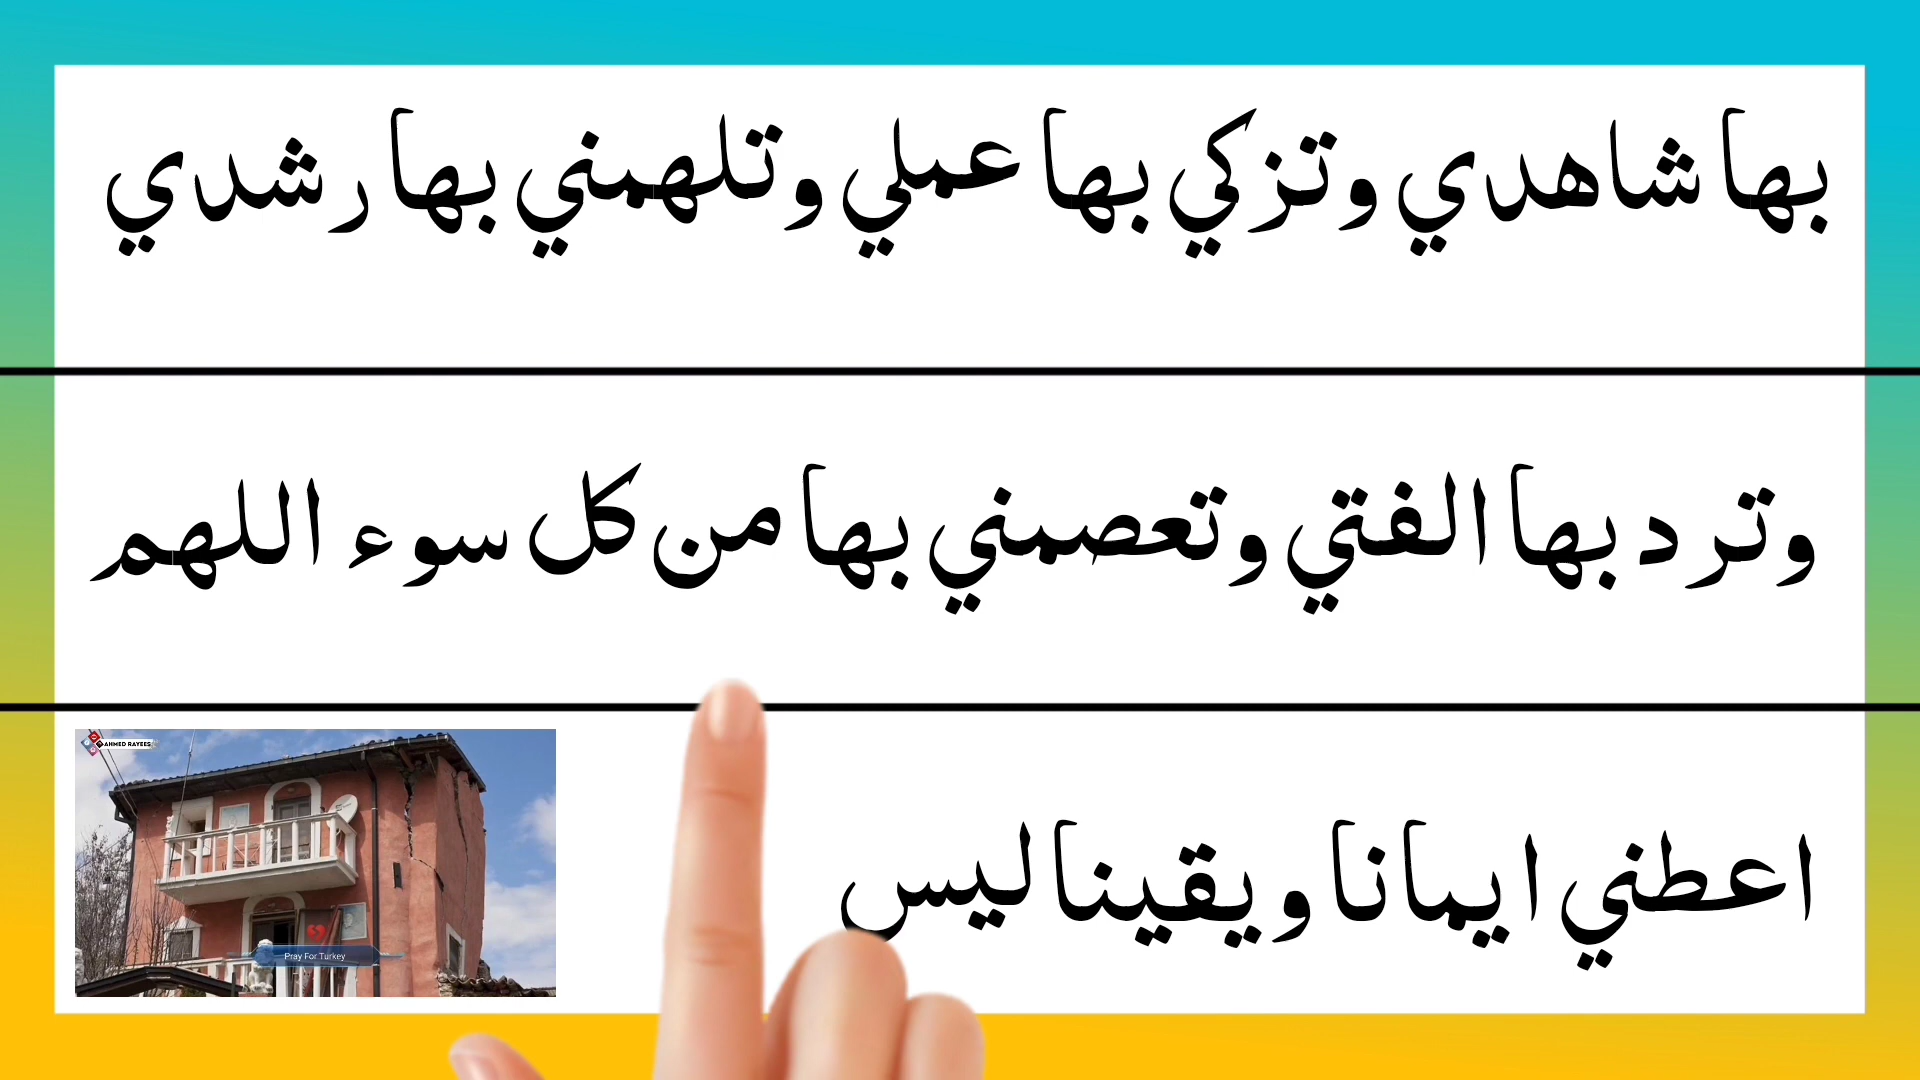 بها شاهدي وتزكي بها عملي وتلهمني بها رشدي
وترد بها الفتي وتعصمني بها من كل سوء اللهم
اعطني ايمانا ويقينا ليس
AHMED RAYEES
Pray For Turkey